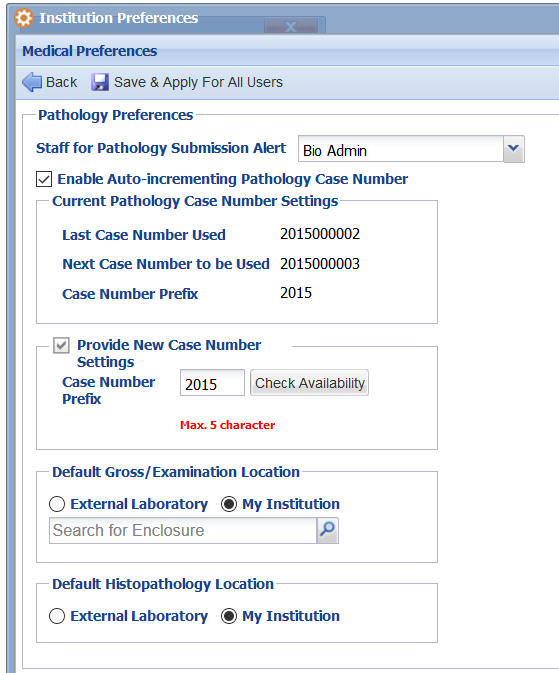 Institution Preferences
Medical Preferences
Back Save & Apply For All Users
Pathology Preferences
Staff for Pathology Submission Alert Bio Admin
Enable Auto-incrementing Pathology Case Number
Current Pathology Case Number Settings
Last Case Number Used 2015000002
Next Case Number to be Used 2015000003
Case Number Prefix 2015
Provide New Case Number
Settings
Case Number
Prefix 2015 Check Availability
Max. 5 character
Default Gross/Examination Location
External Laboratory My Institution
Search for Enclosure
Default Histopathology Location
External Laboratory My Institution